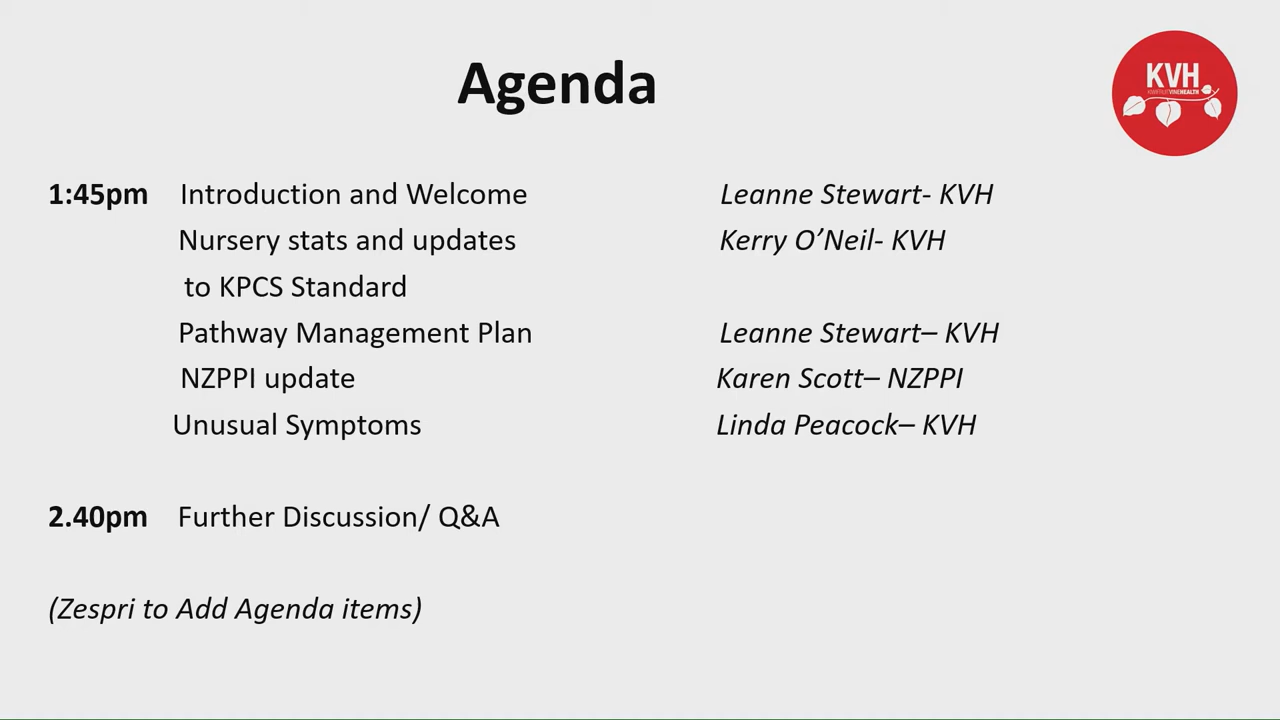 Agenda
KVH
KIWIFRUITVINEHEALTH
1:45pm Introduction and Welcome Leanne Stewart- KVH
Nursery stats and updates Kerry O’Neil- KVH
to KPCS Standard
Pathway Management Plan Leanne Stewart– KVH
NZPPI update Karen Scott– NZPPI
Unusual Symptoms Linda Peacock– KVH
2.40pm Further Discussion/ Q&A
(Zespri to Add Agenda items)